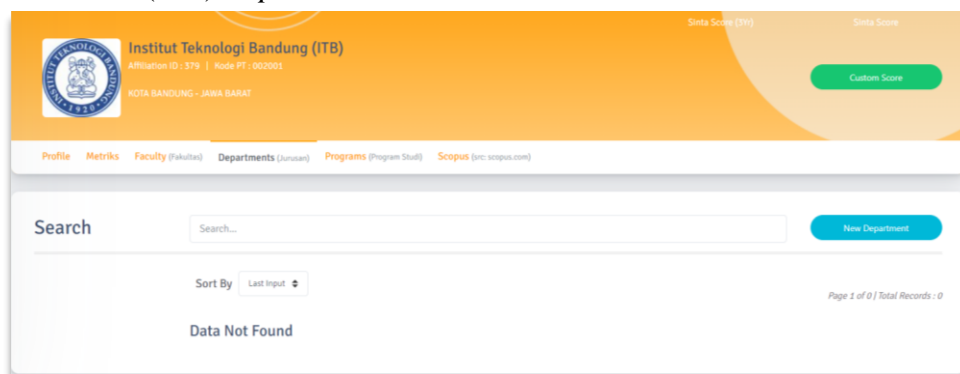 Sinta Score (3Yr) Sinta Score
Institut Teknologi Bandung (ITB)
Affiliation ID : 379 | Kode PT : 002001
Custom Score
KOTA BANDUNG - JAWA BARAT
Profile Metriks Faculty (Fakultas) Departments (Jurusan) Programs (Program Studi) Scopus (src: scopus.com)
Search Search... New Department
Sort By Last Input
Page 1 of 0 | Total Records : 0
Data Not Found